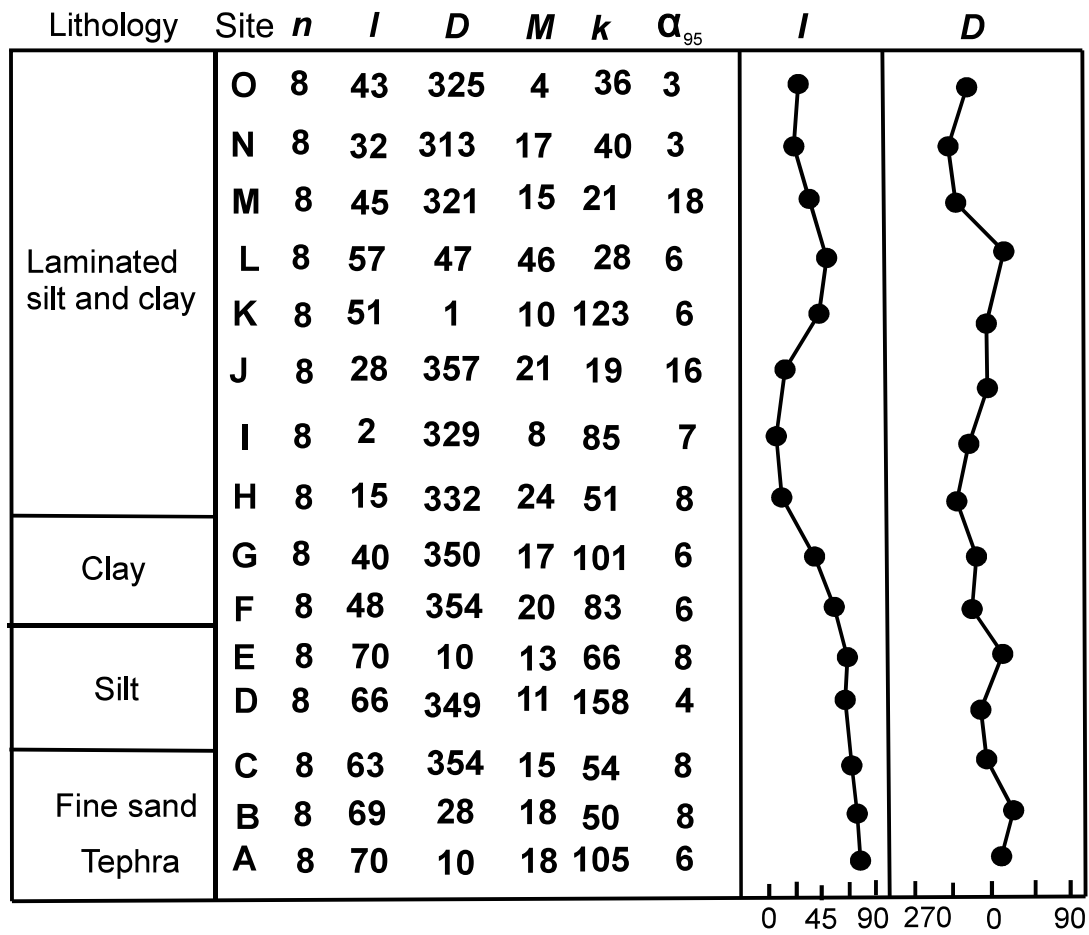 Lithology Site n I D M k α95 I D
O 8 43 325 4 36 3
N 8 32 313 17 40 3
M 8 45 321 15 21 18
Laminated silt and clay
L 8 57 47 46 28 6
K 8 51 1 10 123 6
J 8 28 357 21 19 16
I 8 2 329 8 85 7
H 8 15 332 24 51 8
Clay
G 8 40 350 17 101 6
F 8 48 354 20 83 6
Silt
E 8 70 10 13 66 8
D 8 66 349 11 158 4
C 8 63 354 15 54 8
Fine sand
B 8 69 28 18 50 8
Tephra A 8 70 10 18 105 6
0 45 90 270 0 90